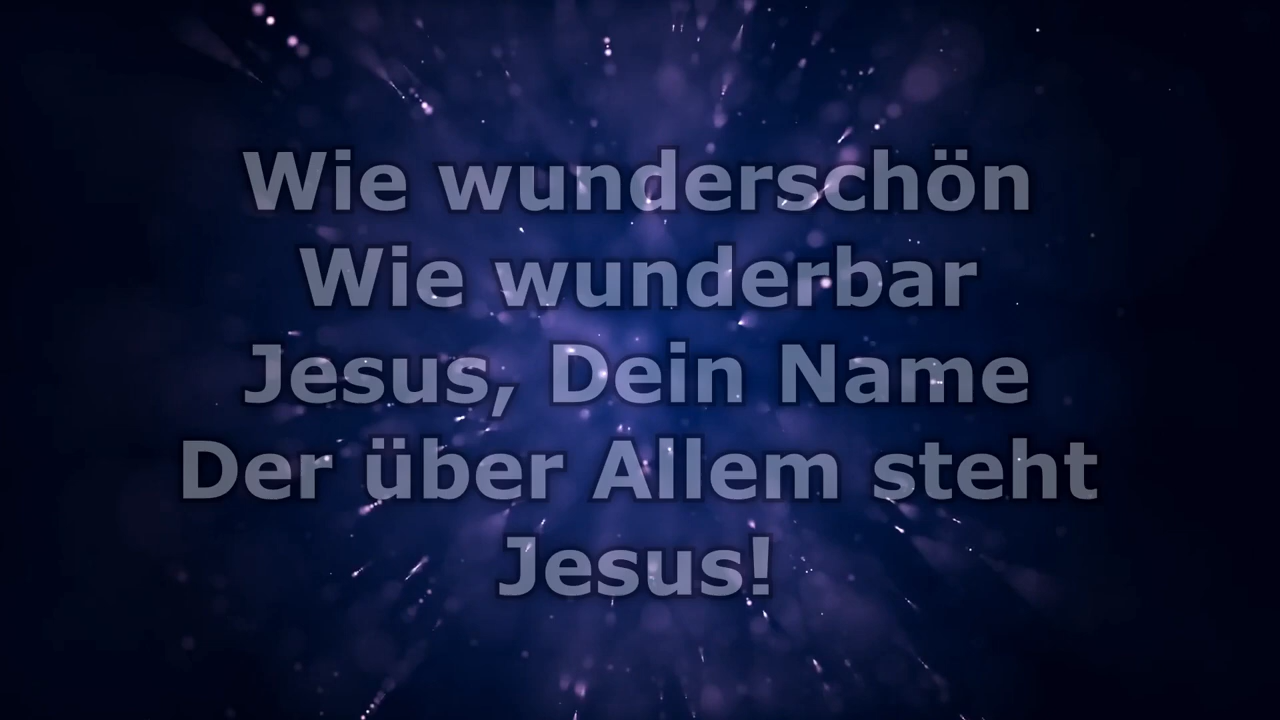 Wie wunderschön
Wie wunderbar
Jesus, Dein Name
Der über Allem steht
Jesus!